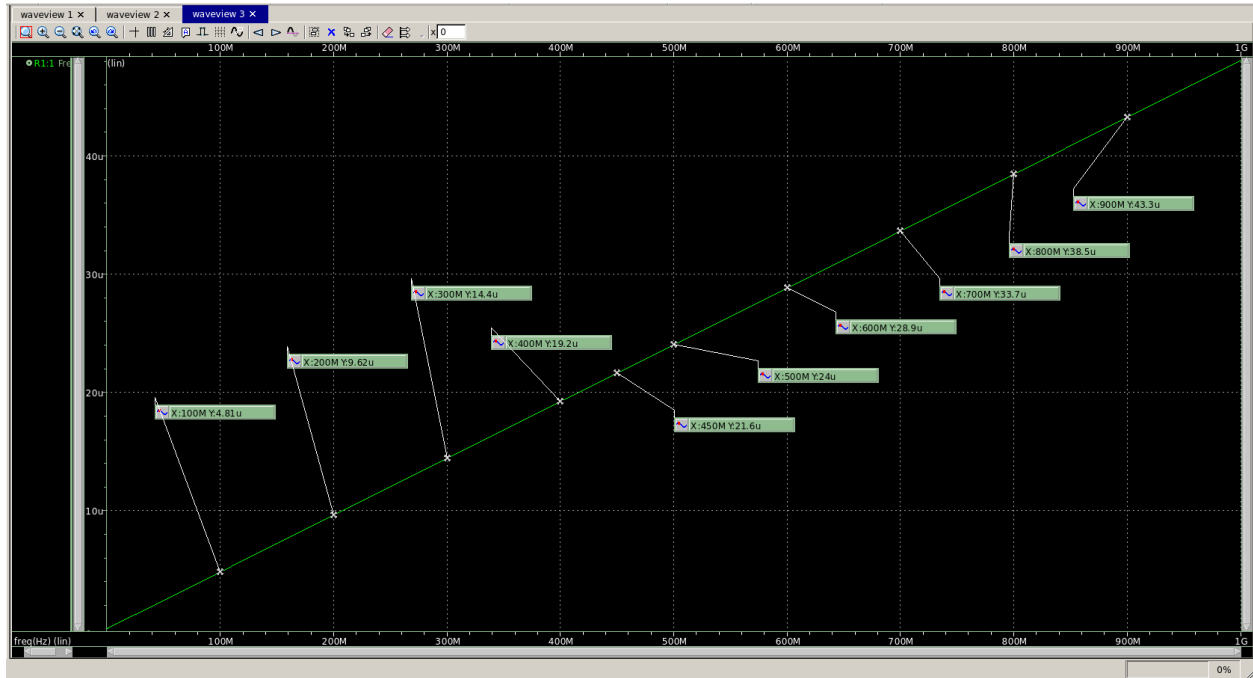 waveview 1 × waveview 2 × waveview 3 ×
x 0
100M 200M 300M 400M 500M 600M 700M 800M 900M 1G
R1:1 Fre (lin)
40u
30u
20u
10u
X:900M Y:43.3u
X:800M Y:38.5u
X:300M Y:14.4u
X:700M Y:33.7u
X:600M Y:28.9u
X:400M Y:19.2u
X:200M Y:9.62u
X:500M Y:24u
X:100M Y:4.81u
X:450M Y:21.6u
freq(Hz) (lin) 100M 200M 300M 400M 500M 600M 700M 800M 900M 1G
0%